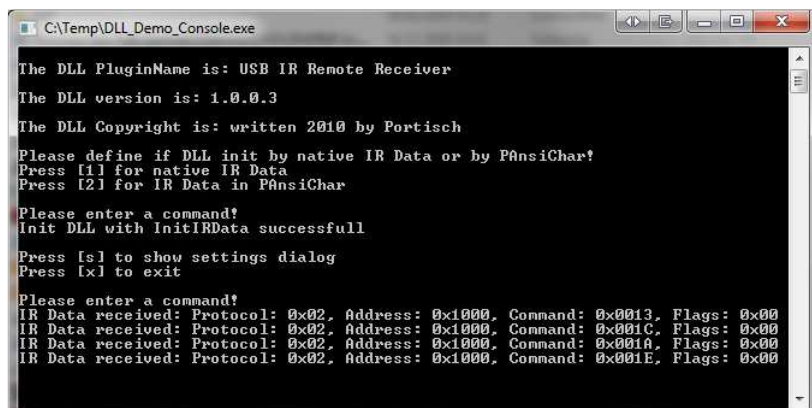 C:\Temp\DLL_Demo_Console.exe
The DLL PluginName is: USB IR Remote Receiver
The DLL version is: 1.0.0.3
The DLL Copyright is: written 2010 by Portisch
Please define if DLL init by native IR Data or by PAnsiChar!
Press [1] for native IR Data
Press [2] for IR Data in PAnsiChar
Please enter a command!
Init DLL with InitIRData successfull
Press [s] to show settings dialog
Press [x] to exit
Please enter a command!
IR Data received: Protocol: 0x02, Address: 0x1000, Command: 0x0013, Flags: 0x00
IR Data received: Protocol: 0x02, Address: 0x1000, Command: 0x001C, Flags: 0x00
IR Data received: Protocol: 0x02, Address: 0x1000, Command: 0x001A, Flags: 0x00
IR Data received: Protocol: 0x02, Address: 0x1000, Command: 0x001E, Flags: 0x00